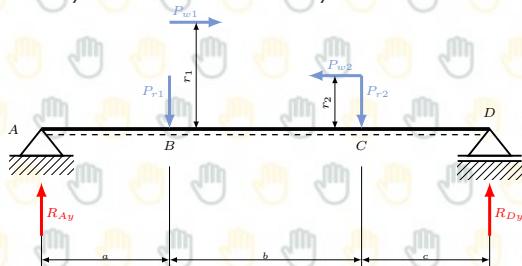 P_{w1}
P_{r1}
r_1
P_{w2}
r_2
P_{r2}
A
D
B
C
R_{Ay}
R_{Dy}
a
b
c